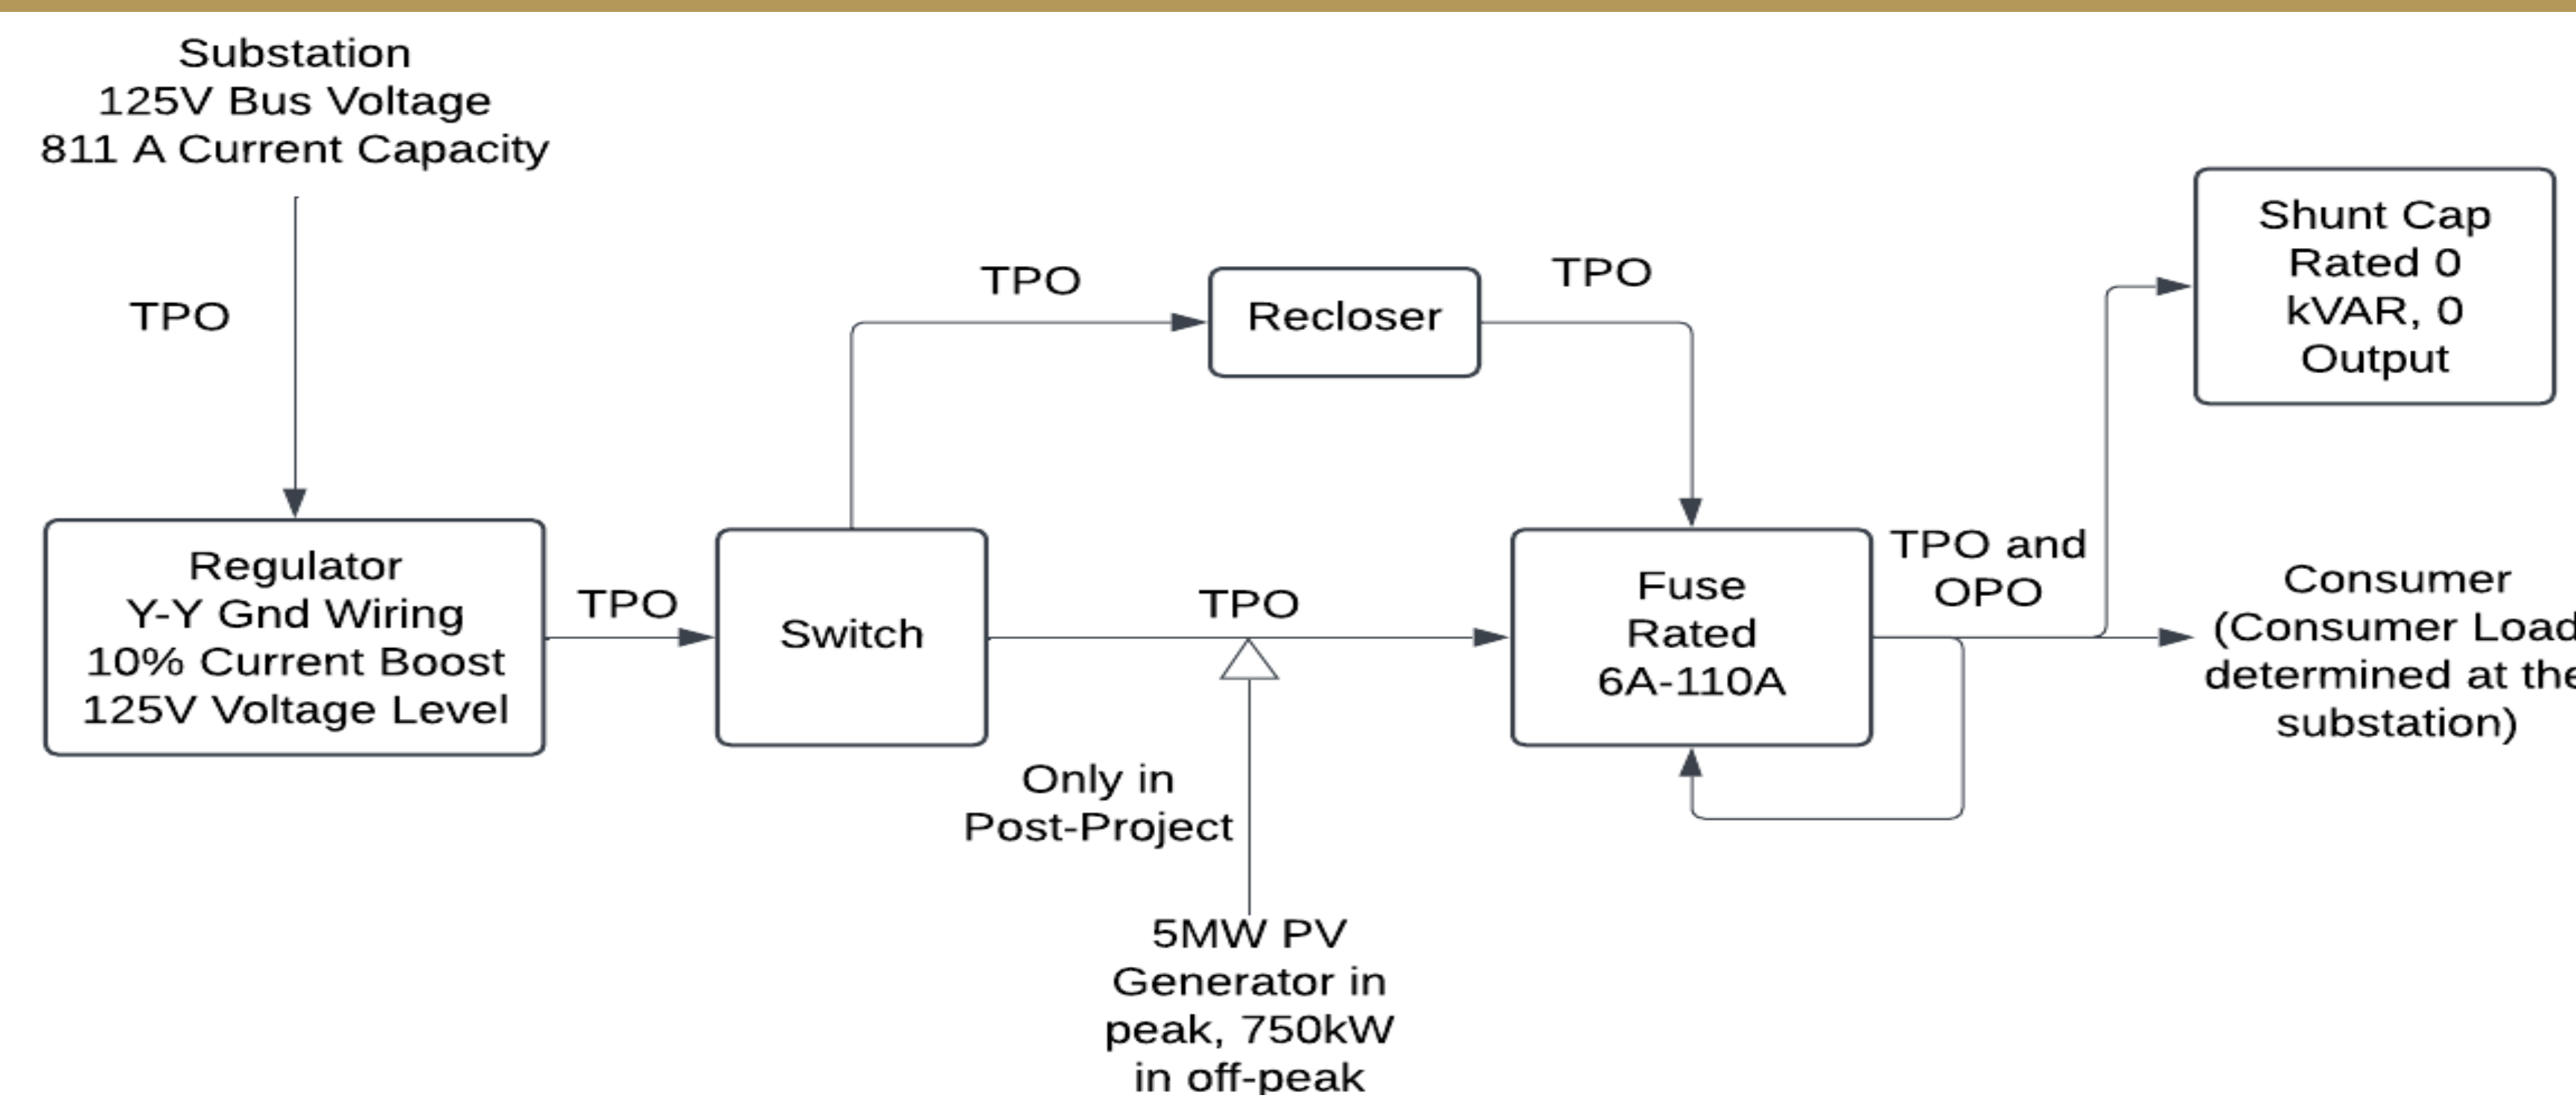 Substation
125V Bus Voltage
811 A Current Capacity
TPO
Regulator
Y-Y Gnd Wiring
10% Current Boost
125V Voltage Level
TPO
Switch
TPO
Recloser
TPO
TPO
Only in
Post-Project
5MW PV
Generator in
peak, 750kW
in off-peak
Fuse
Rated
6A-110A
TPO and
OPO
Shunt Cap
Rated 0
kVAR, 0
Output
Consumer
(Consumer Load
determined at the
substation)